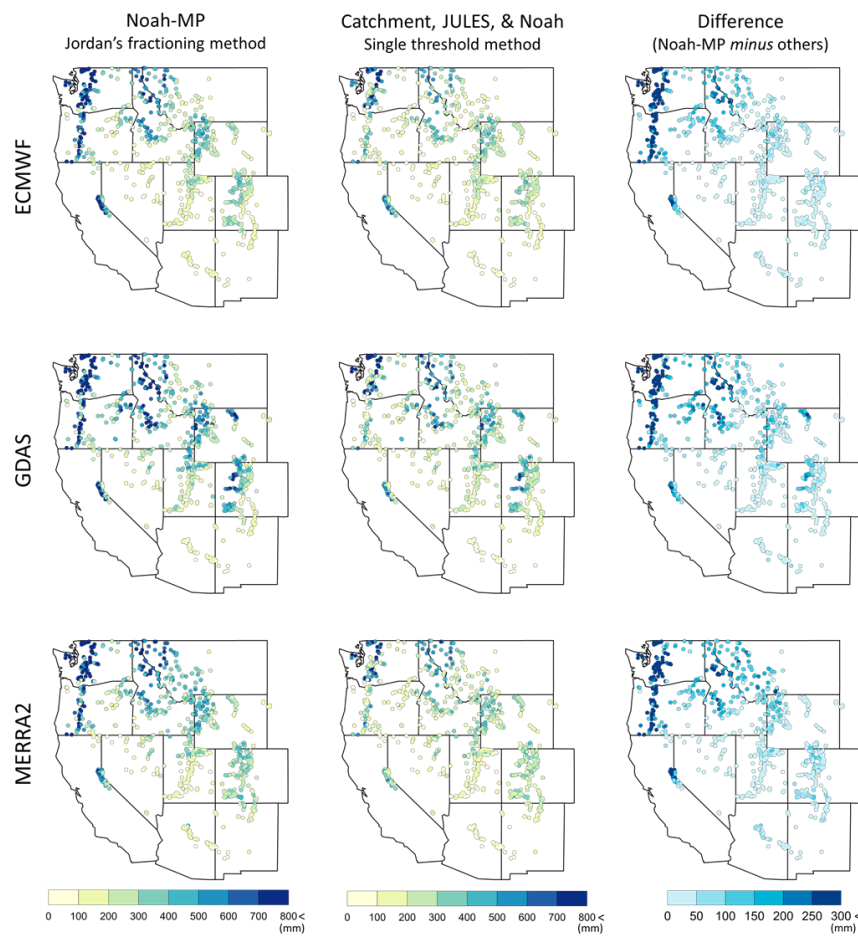 Noah-MP
Jordan's fractioning method
Catchment, JULES, & Noah
Single threshold method
Difference
(Noah-MP minus others)
ECMWF
GDAS
MERRA2
0 100 200 300 400 500 600 700 800 <
(mm)
0 100 200 300 400 500 600 700 800 <
(mm)
0 50 100 150 200 250 300 <
(mm)